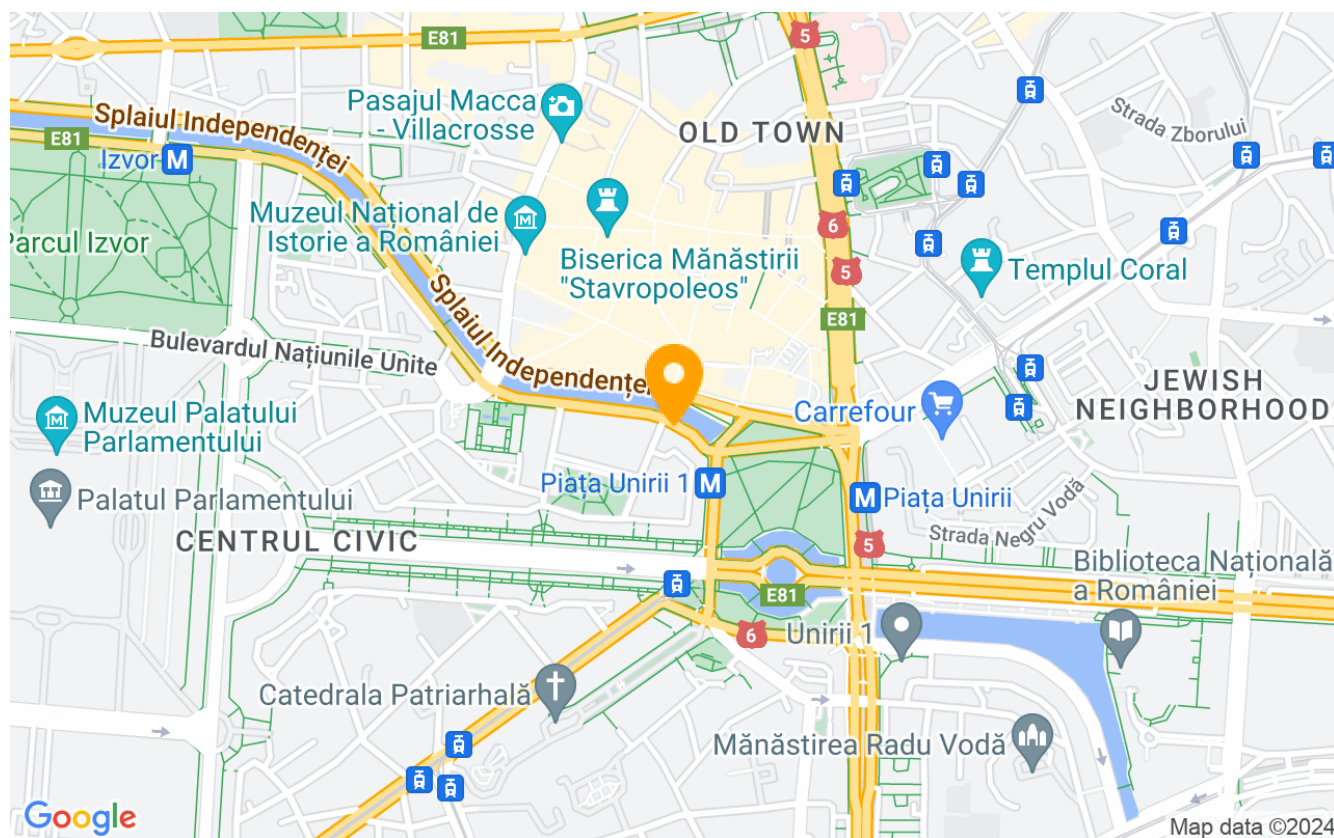 5
E81
Pasajul Macca
- Villacrosse
OLD TOWN
Strada Zborului
Splaiul Independenței
E81
Izvor
M
Muzeul Național de
Istorie a României
6
Parcul Izvor
Biserica Mănăstirii
"Stavropoleos"
5
Templul Coral
Splaiul Independenței
E81
Bulevardul Națiunile Unite
JEWISH
NEIGHBORHOOD
Carrefour
Muzeul Palatului
Parlamentului
Piața Unirii 1
M
M
Piața Unirii
Palatul Parlamentului
Strada Negru Vodă
CENTRUL CIVIC
5
Biblioteca Națională
a României
E81
6
Unirii 1
Catedrala Patriarhală
Mănăstirea Radu Vodă
Google
Map data ©2024